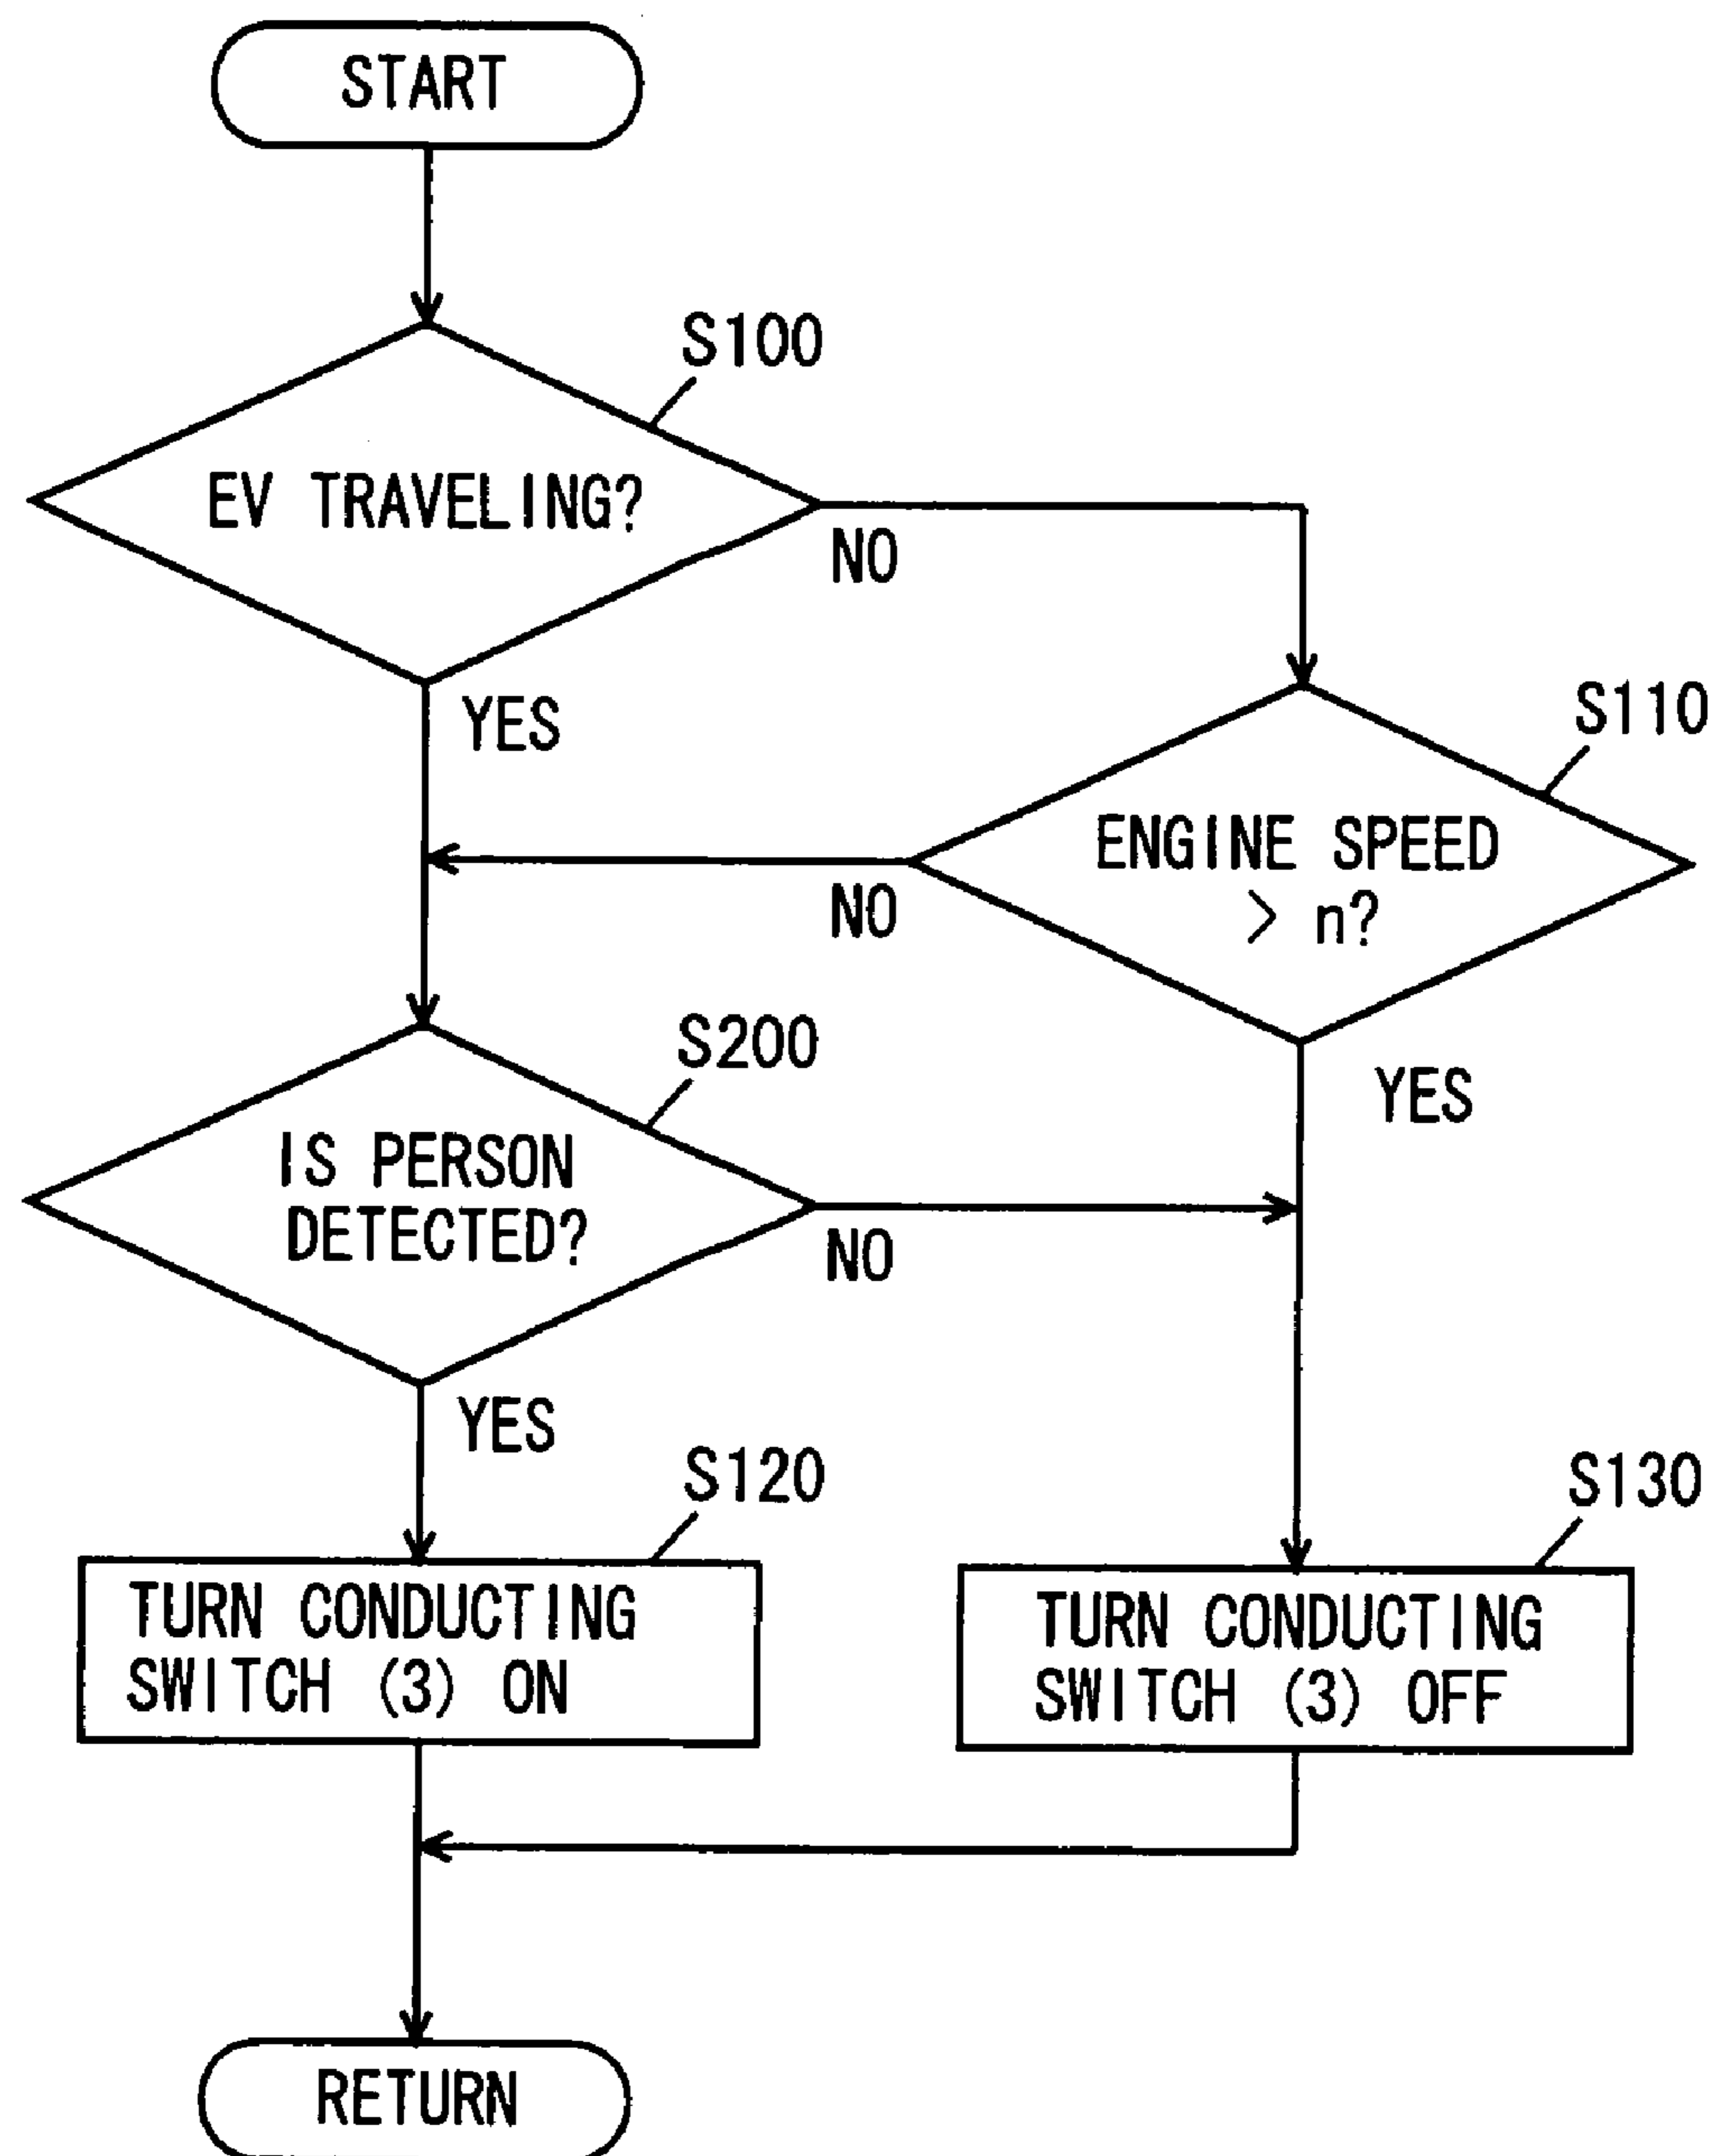 START
S100
EV TRAVELING?
NO
YES
S110
ENGINE SPEED
> n?
NO
YES
S200
IS PERSON
DETECTED?
NO
YES
S120
TURN CONDUCTING
SWITCH (3) ON
S130
TURN CONDUCTING
SWITCH (3) OFF
RETURN